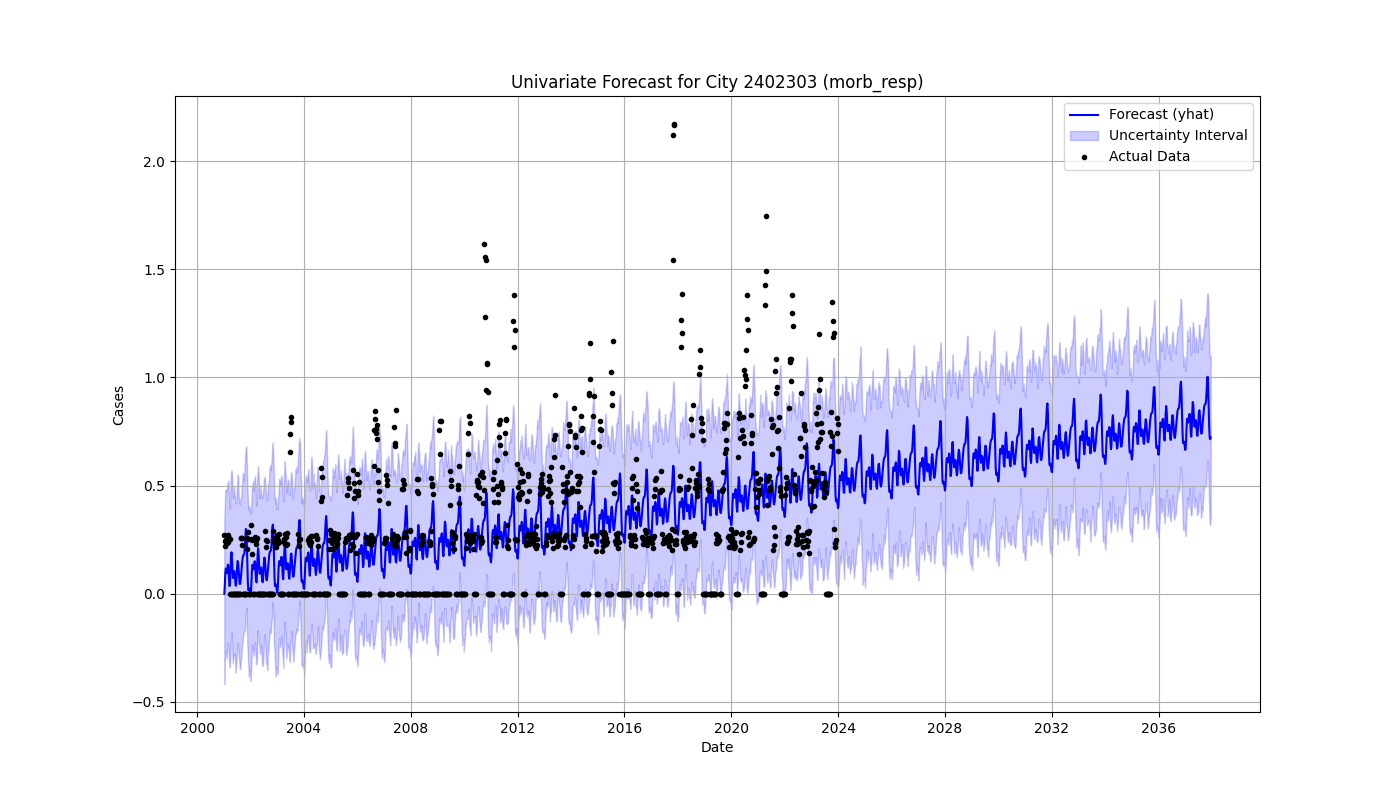 Univariate Forecast for City 2402303 (morb_resp)
Forecast (yhat)
Uncertainty Interval
Actual Data
Cases
2.0
1.5
1.0
0.5
0.0
−0.5
2000 2004 2008 2012 2016 2020 2024 2028 2032 2036
Date